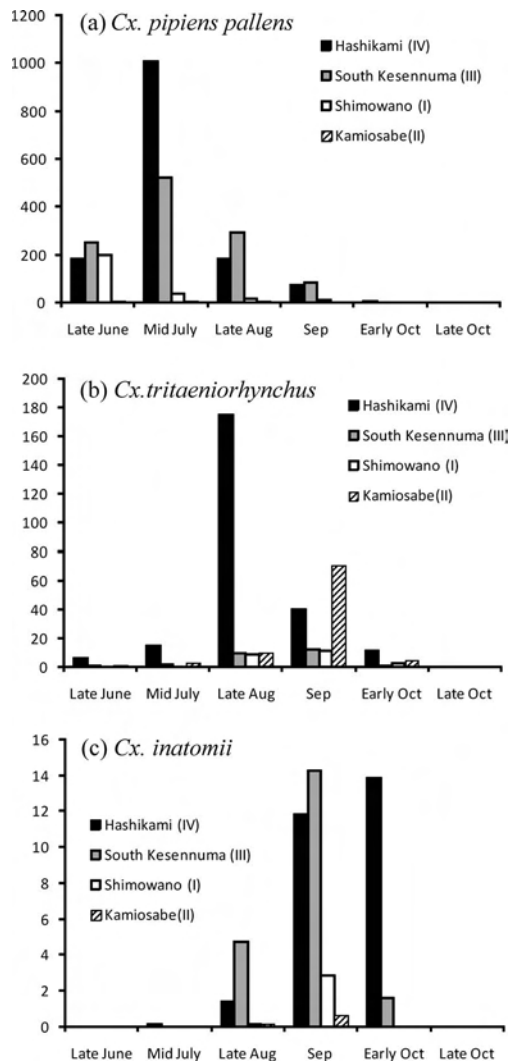 (a) Cx. pipiens pallens
1200
1000
800
600
400
200
0
Hashikami (IV)
South Kesennuma (III)
Shimowano (I)
Kamiosabe(II)
Late June Mid July Late Aug Sep Early Oct Late Oct
(b) Cx.tritaeniorhynchus
200
180
160
140
120
100
80
60
40
20
0
Hashikami (IV)
South Kesennuma (III)
Shimowano (I)
Kamiosabe(II)
Late June Mid July Late Aug Sep Early Oct Late Oct
(c) Cx. inatomii
16
14
12
10
8
6
4
2
0
Hashikami (IV)
South Kesennuma (III)
Shimowano (I)
Kamiosabe(II)
Late June Mid July Late Aug Sep Early Oct Late Oct